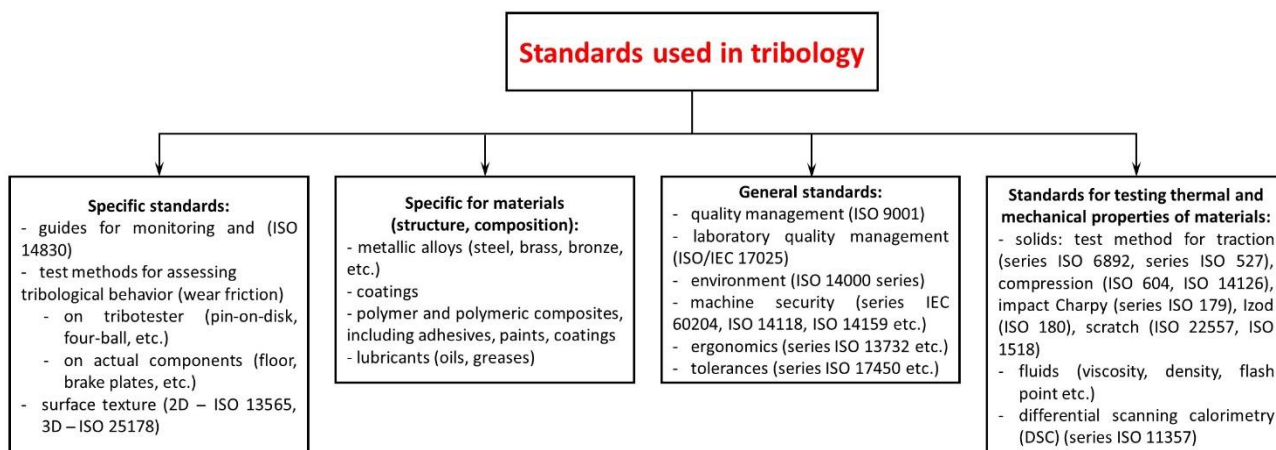 Standards used in tribology
Specific standards:
- guides for monitoring and (ISO
14830)
- test methods for assessing
tribological behavior (wear friction)
- on tribotester (pin-on-disk,
four-ball, etc.)
- on actual components (floor,
brake plates, etc.)
- surface texture (2D – ISO 13565,
3D – ISO 25178)
Specific for materials
(structure, composition):
- metallic alloys (steel, brass, bronze,
etc.)
- coatings
- polymer and polymeric composites,
including adhesives, paints, coatings
- lubricants (oils, greases)
General standards:
- quality management (ISO 9001)
- laboratory quality management
(ISO/IEC 17025)
- environment (ISO 14000 series)
- machine security (series IEC
60204, ISO 14118, ISO 14159 etc.)
- ergonomics (series ISO 13732 etc.)
- tolerances (series ISO 17450 etc.)
Standards for testing thermal and
mechanical properties of materials:
- solids: test method for traction
(series ISO 6892, series ISO 527),
compression (ISO 604, ISO 14126),
impact Charpy (series ISO 179), Izod
(ISO 180), scratch (ISO 22557, ISO
1518)
- fluids (viscosity, density, flash
point etc.)
- differential scanning calorimetry
(DSC) (series ISO 11357)